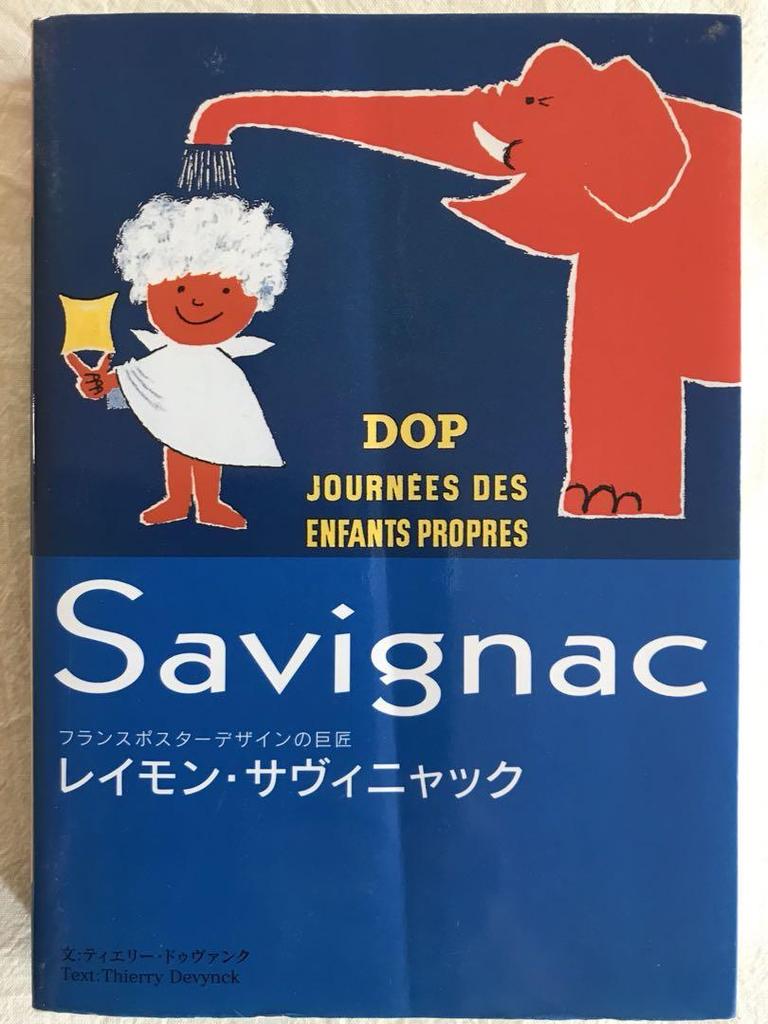 DOP
JOURNÉES DES
ENFANTS PROPRES
Savignac
フランスポスターデザインの巨匠
レイモン・サヴィニャック
文:ティエリー・ドゥヴァンク
Text:Thierry Devynck